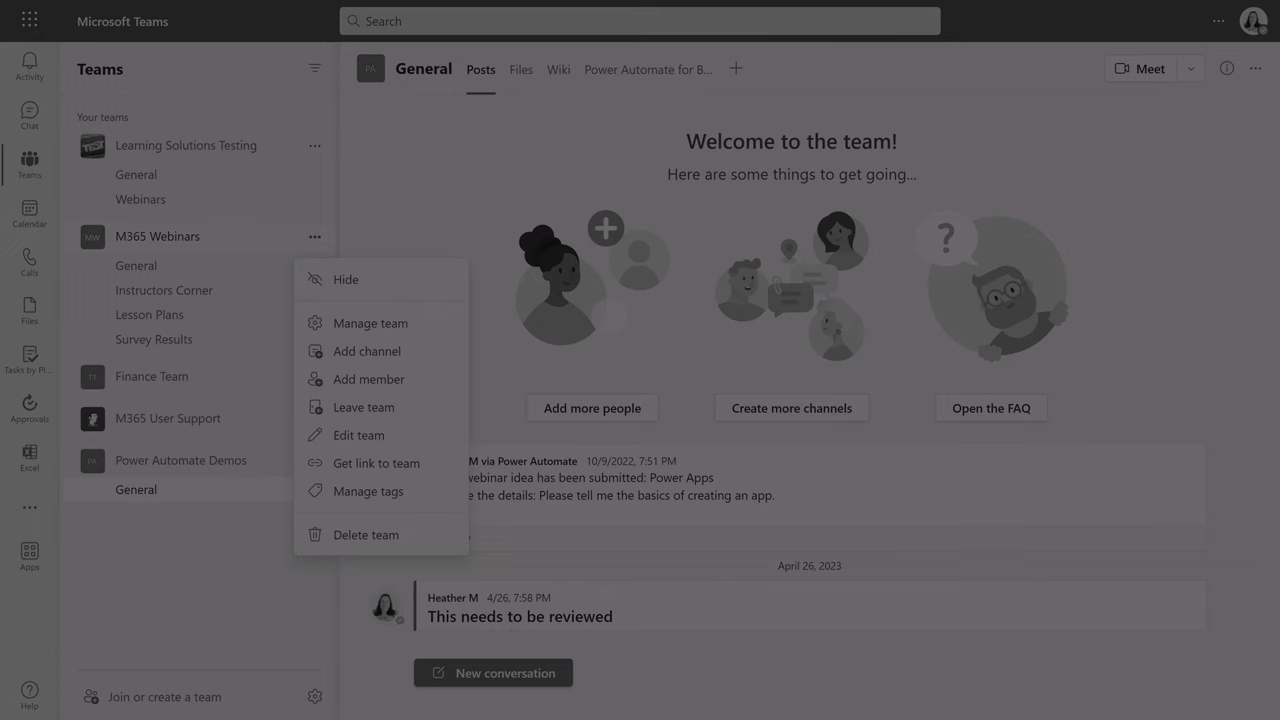 Microsoft Teams
Search
Activity
Chat
Teams
Calendar
Calls
Files
Tasks by Pl...
Approvals
Excel
Apps
Help
Teams
Your teams
TEST
Learning Solutions Testing
General
Webinars
MW
M365 Webinars
General
Instructors Corner
Lesson Plans
Survey Results
TT
Finance Team
M365 User Support
PA
Power Automate Demos
General
Join or create a team
Hide
Manage team
Add channel
Add member
Leave team
Edit team
Get link to team
Manage tags
Delete team
PA
General
Posts
Files
Wiki
Power Automate for B...
Meet
Welcome to the team!
Here are some things to get going...
?
Add more people
Create more channels
Open the FAQ
M via Power Automate 10/9/2022, 7:51 PM
webinar idea has been submitted: Power Apps
e the details: Please tell me the basics of creating an app.
April 26, 2023
Heather M 4/26, 7:58 PM
This needs to be reviewed
New conversation